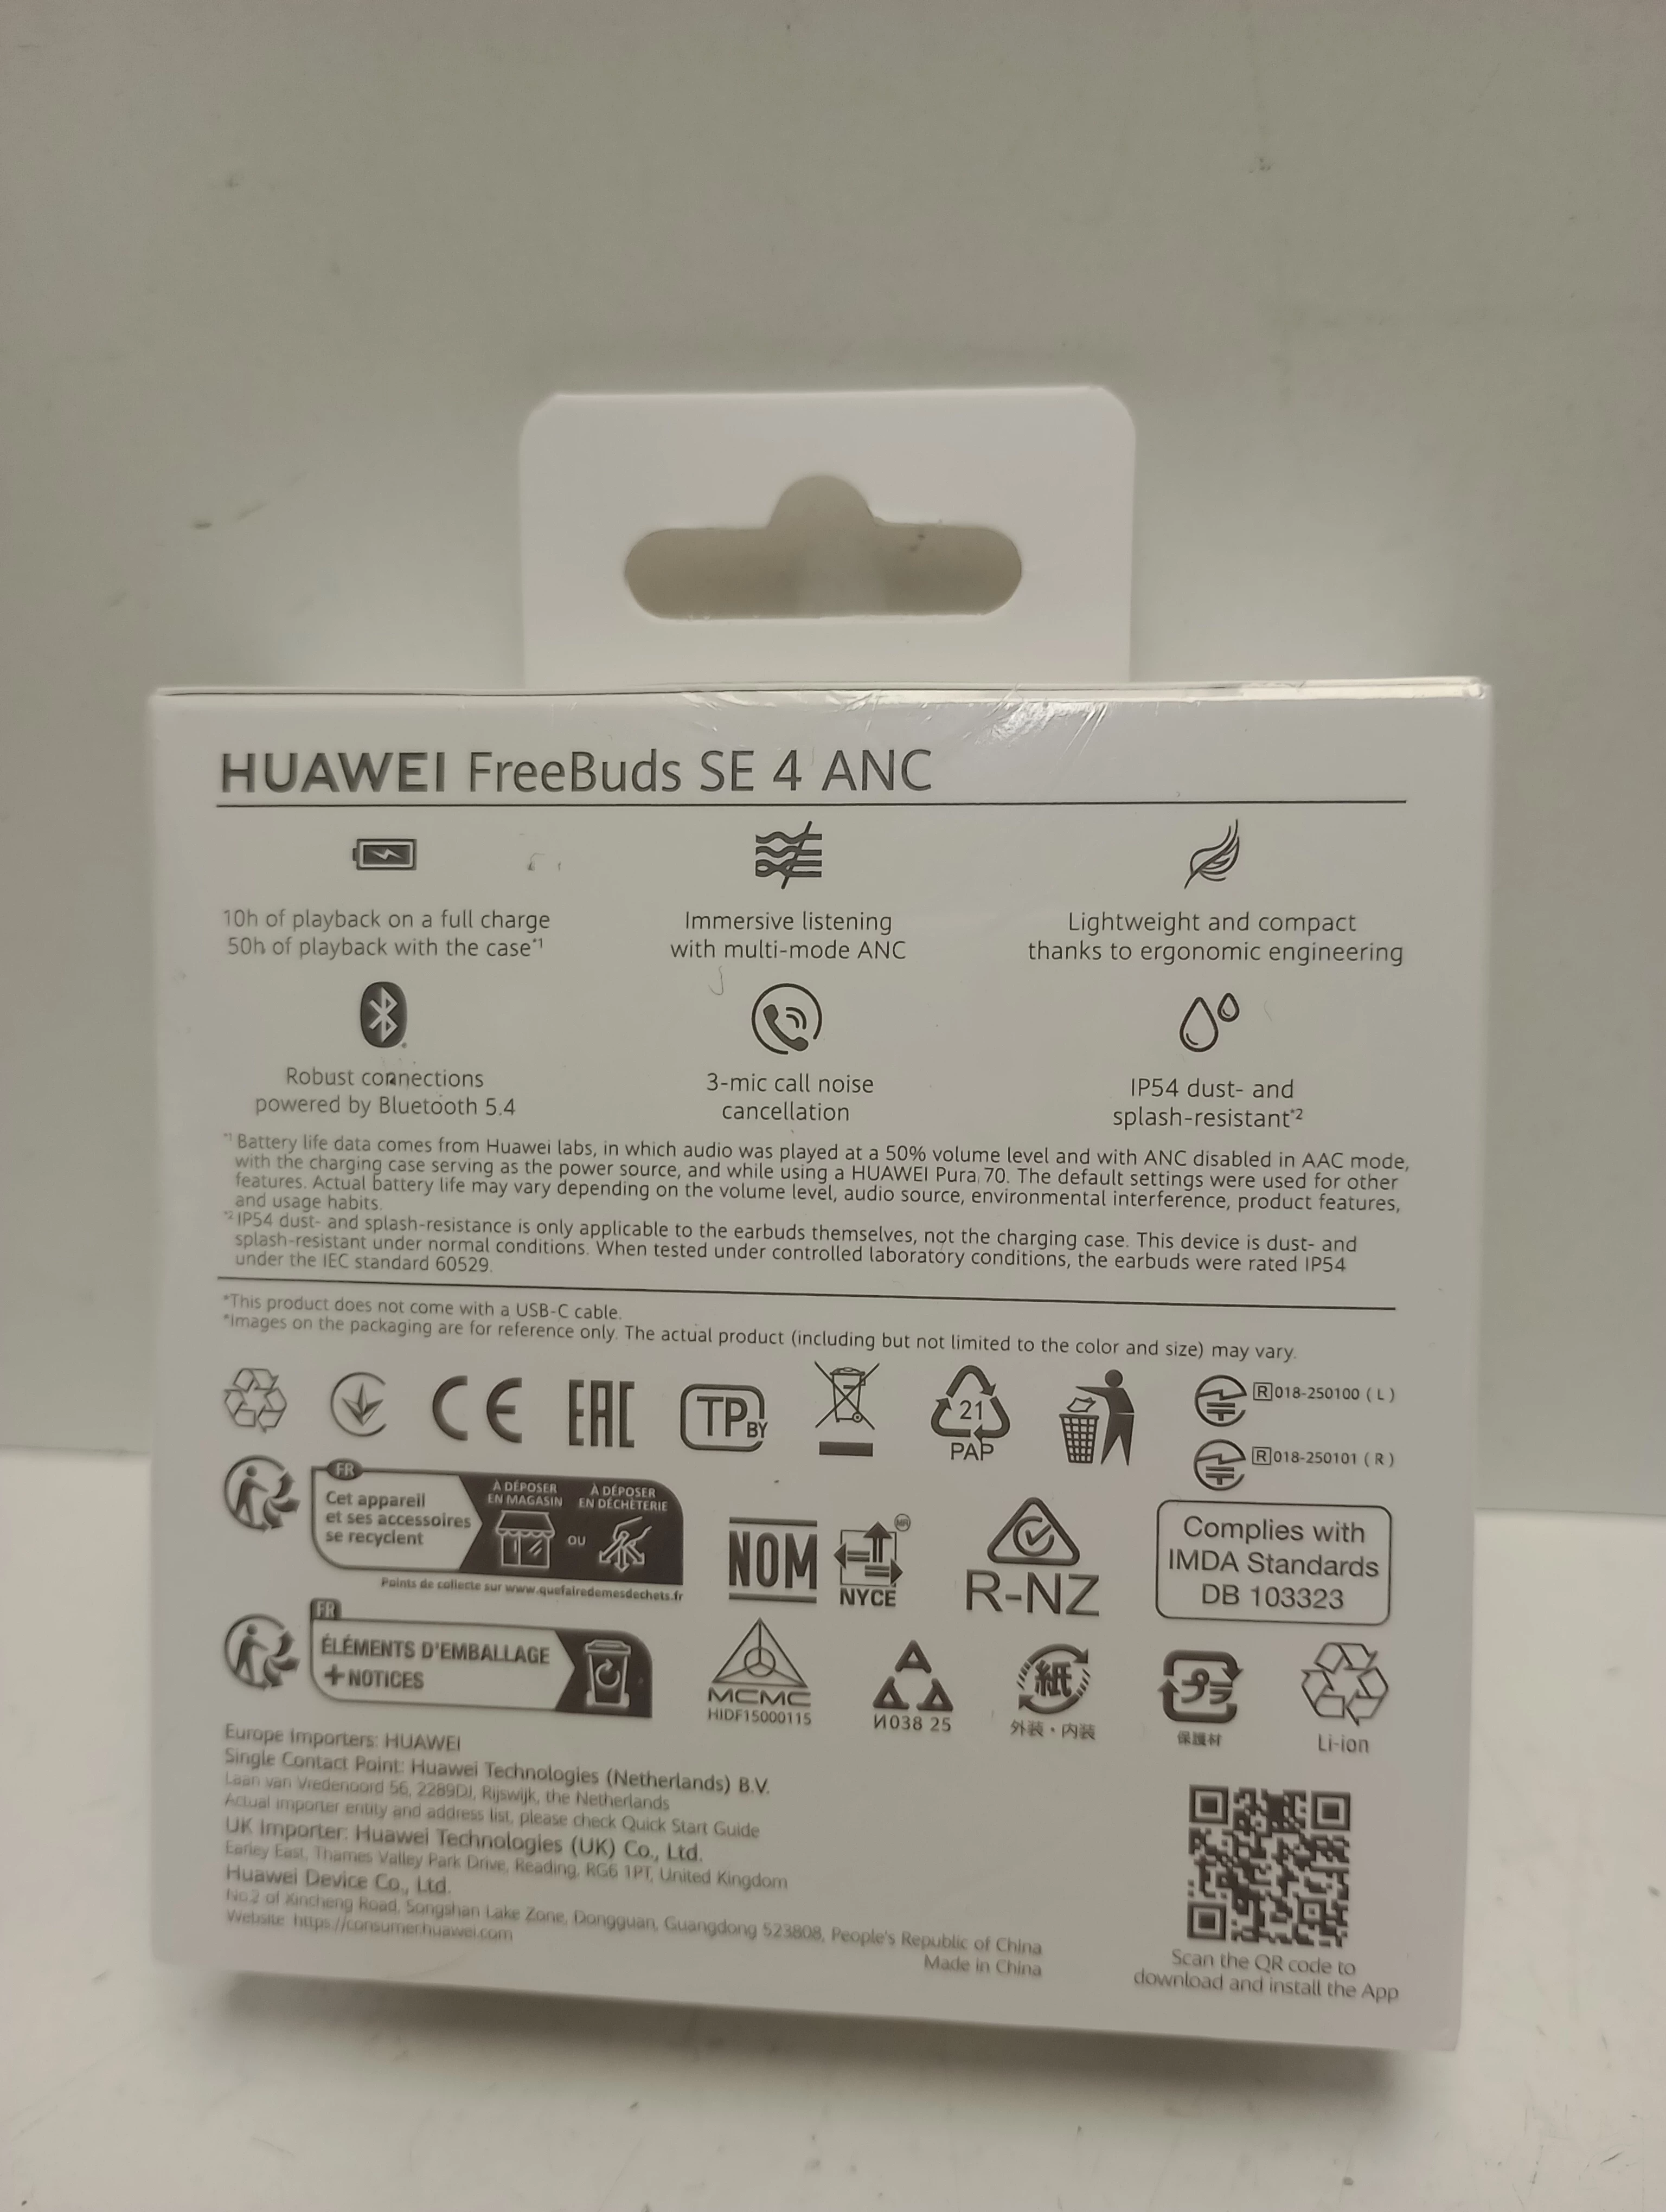 HUAWEI FreeBuds SE 4 ANC
10h of playback on a full charge
50h of playback with the case*1
Immersive listening
with multi-mode ANC
Lightweight and compact
thanks to ergonomic engineering
Robust connections
powered by Bluetooth 5.4
3-mic call noise
cancellation
IP54 dust- and
splash-resistant*2
*1 Battery life data comes from Huawei labs, in which audio was played at a 50% volume level and with ANC disabled in AAC mode,
with the charging case serving as the power source, and while using a HUAWEI Pura 70. The default settings were used for other
features. Actual battery life may vary depending on the volume level, audio source, environmental interference, product features,
and usage habits.
*2 IP54 dust- and splash-resistance is only applicable to the earbuds themselves, not the charging case. This device is dust- and
splash-resistant under normal conditions. When tested under controlled laboratory conditions, the earbuds were rated IP54
under the IEC standard 60529.
*This product does not come with a USB-C cable.
*Images on the packaging are for reference only. The actual product (including but not limited to the color and size) may vary.
CE
EAC
TP BY
21
PAP
R 018-250100 ( L )
R 018-250101 ( R )
FR
Cet appareil
et ses accessoires
se recyclent
À DÉPOSER
EN MAGASIN
OU
À DÉPOSER
EN DÉCHÈTERIE
Points de collecte sur www.quefairedemesdechets.fr
NOM
NYCE
MR
R-NZ
Complies with
IMDA Standards
DB 103323
FR
ÉLÉMENTS D'EMBALLAGE
+ NOTICES
MCMC
HIDF15000115
И038 25
紙
外装・内装
プラ
保護材
Li-ion
Europe Importers: HUAWEI
Single Contact Point: Huawei Technologies (Netherlands) B.V.
Laan van Vredenoord 56, 2289DJ, Rijswijk, the Netherlands
Actual importer entity and address list, please check Quick Start Guide
UK Importer: Huawei Technologies (UK) Co., Ltd.
Earley East, Thames Valley Park Drive, Reading, RG6 1PT, United Kingdom
Huawei Device Co., Ltd.
No.2 of Xincheng Road, Songshan Lake Zone, Dongguan, Guangdong 523808, People's Republic of China
Website: https://consumer.huawei.com
Made in China
Scan the QR code to
download and install the App